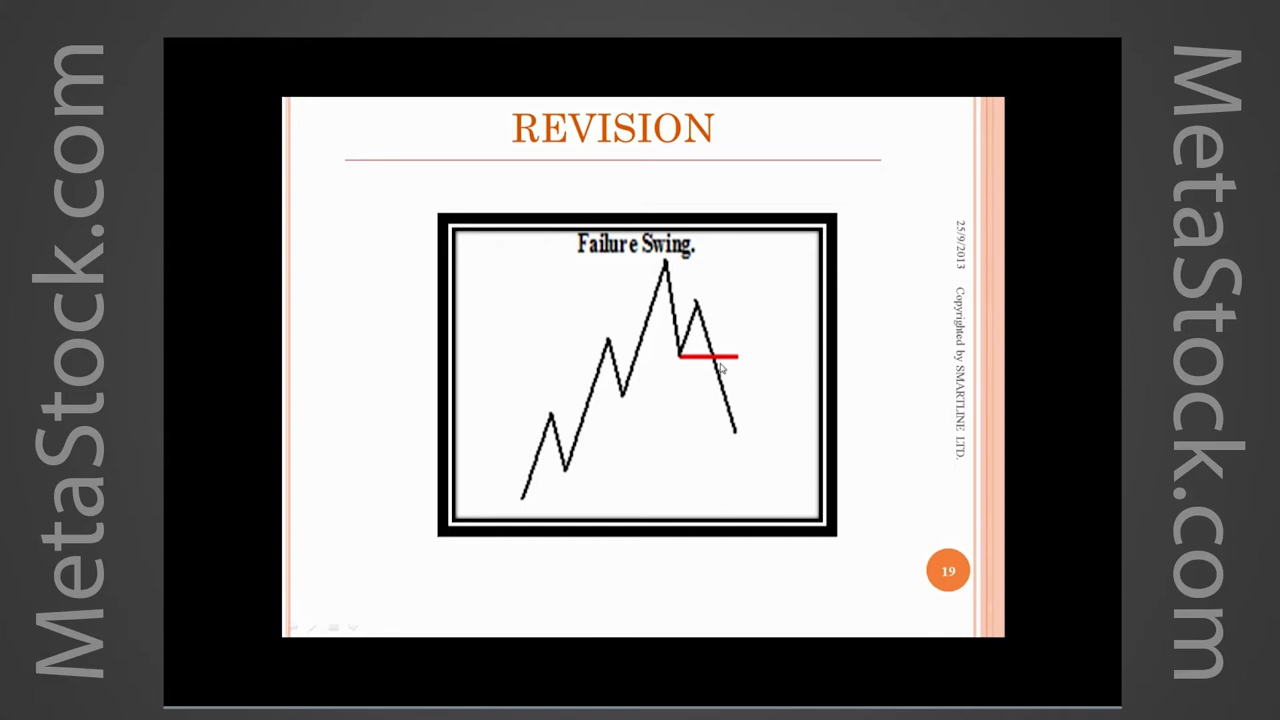 MetaStock.com
REVISION
Failure Swing.
25/9/2013 Copyrighted by SMARTLINE LTD.
19
MetaStock.com